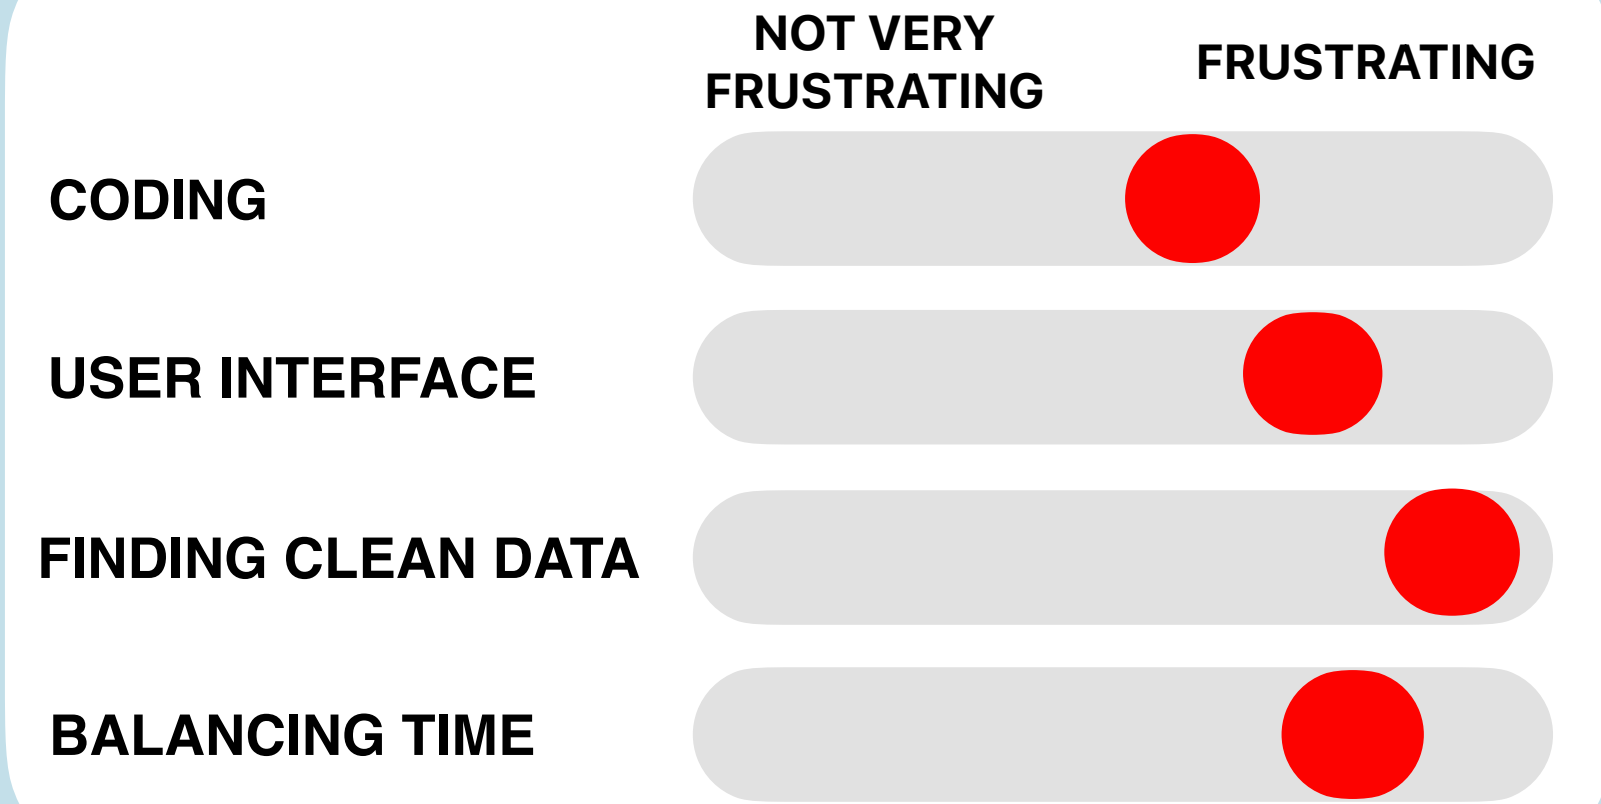 NOT VERY
FRUSTRATING
FRUSTRATING
CODING
USER INTERFACE
FINDING CLEAN DATA
BALANCING TIME